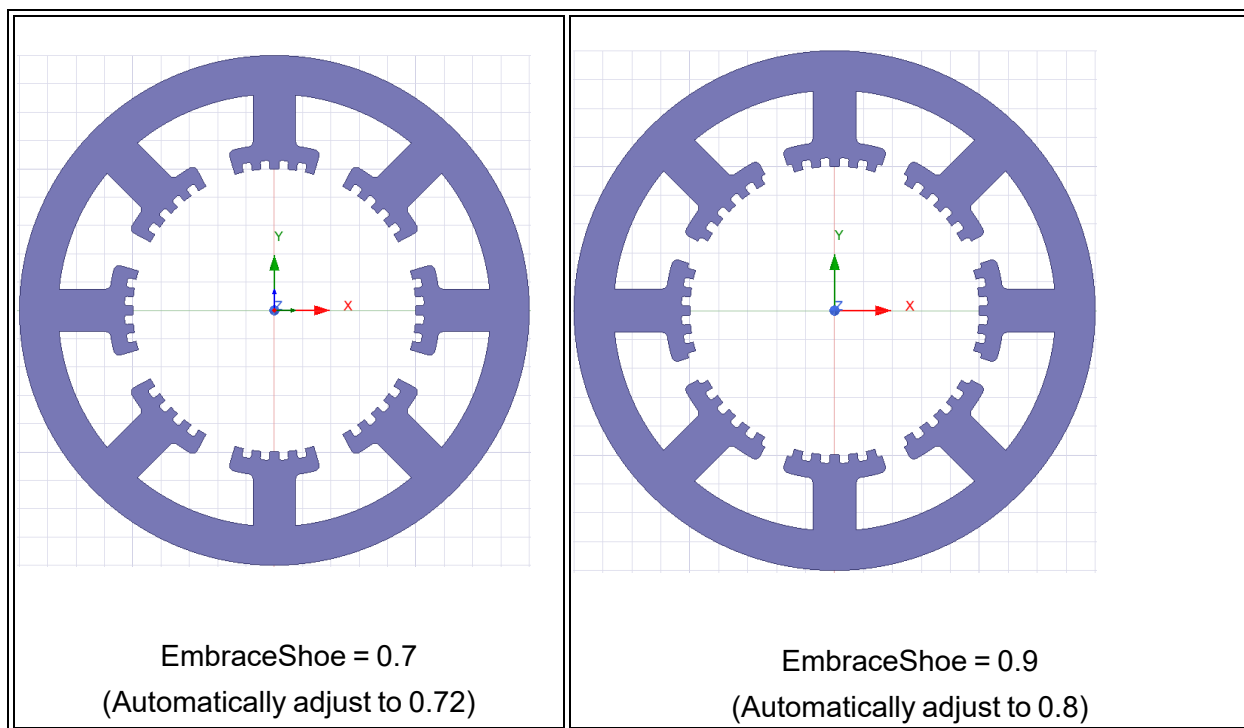 Y
Z
X
EmbraceShoe = 0.7
(Automatically adjust to 0.72)
Y
Z
X
EmbraceShoe = 0.9
(Automatically adjust to 0.8)